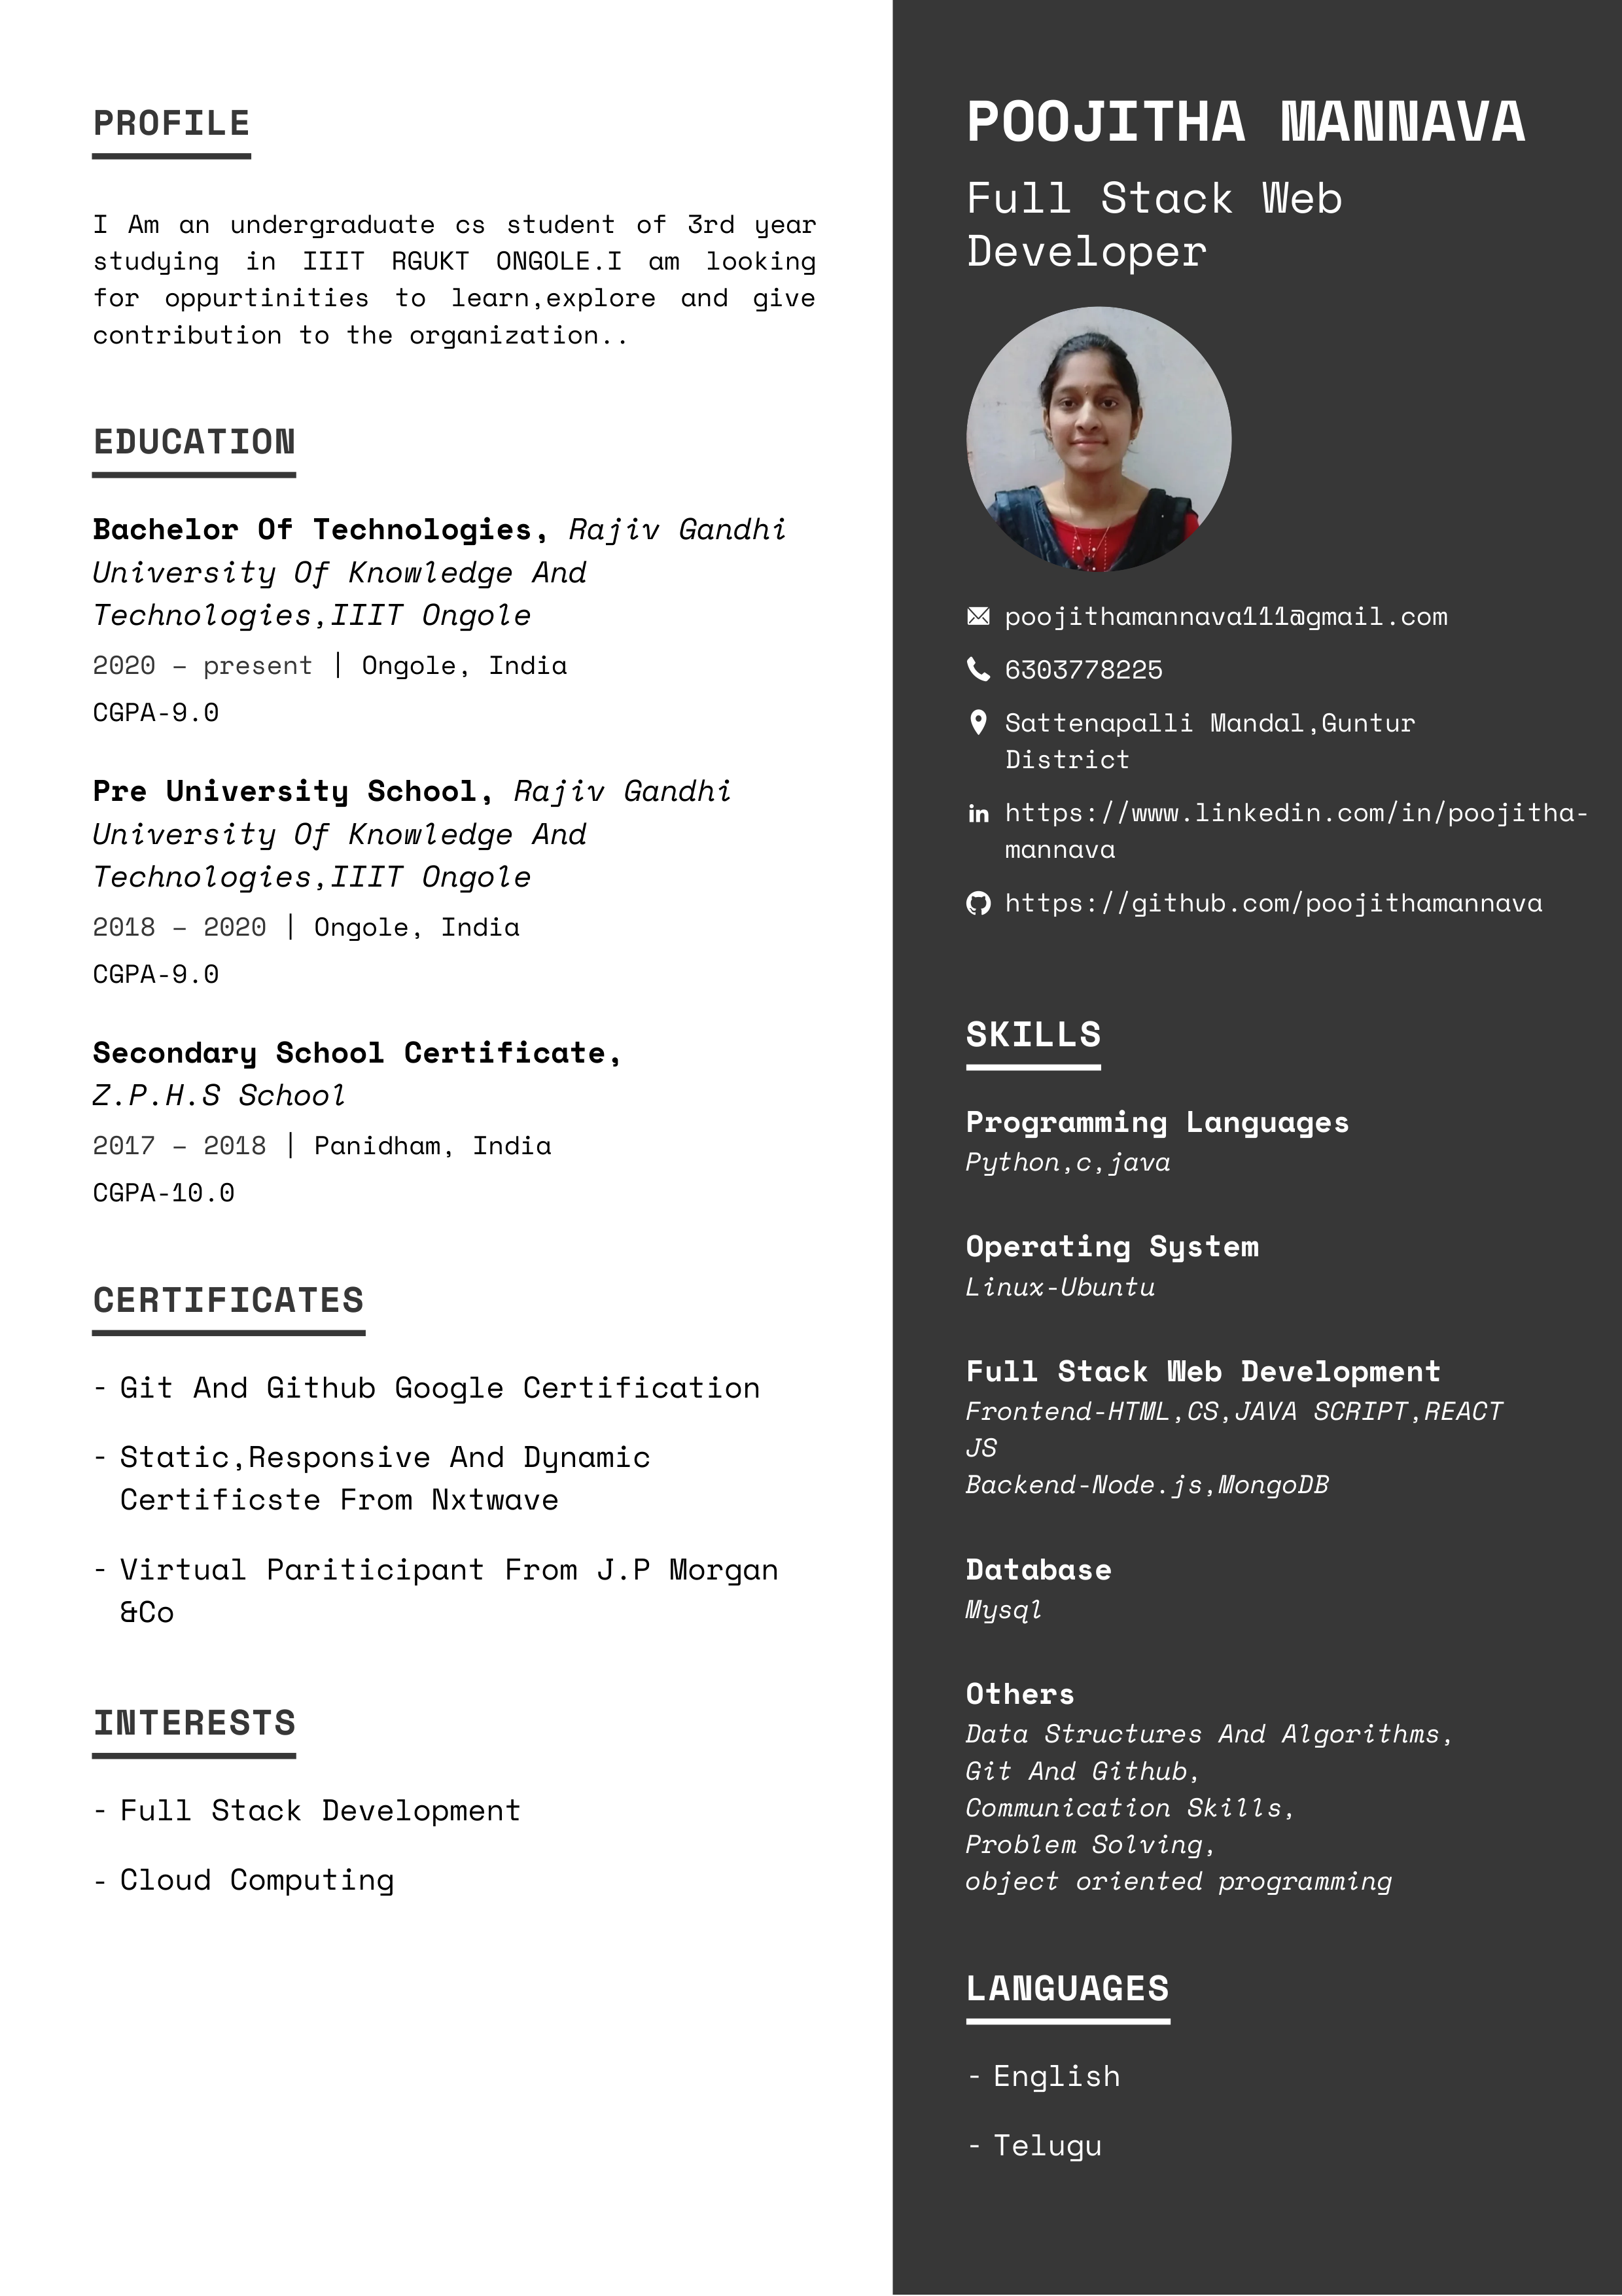 PROFILE
I Am an undergraduate cs student of 3rd year
studying in IIIT RGUKT ONGOLE.I am looking
for oppurtinities to learn,explore and give
contribution to the organization..
EDUCATION
Bachelor Of Technologies, Rajiv Gandhi
University Of Knowledge And
Technologies,IIIT Ongole
2020 – present | Ongole, India
CGPA-9.0
Pre University School, Rajiv Gandhi
University Of Knowledge And
Technologies,IIIT Ongole
2018 – 2020 | Ongole, India
CGPA-9.0
Secondary School Certificate,
Z.P.H.S School
2017 – 2018 | Panidham, India
CGPA-10.0
CERTIFICATES
- Git And Github Google Certification
- Static,Responsive And Dynamic
Certificste From Nxtwave
- Virtual Pariticipant From J.P Morgan
&Co
INTERESTS
- Full Stack Development
- Cloud Computing
POOJITHA MANNAVA
Full Stack Web
Developer
poojithamannava111@gmail.com
6303778225
Sattenapalli Mandal,Guntur
District
https://www.linkedin.com/in/poojitha-
mannava
https://github.com/poojithamannava
SKILLS
Programming Languages
Python,c,java
Operating System
Linux-Ubuntu
Full Stack Web Development
Frontend-HTML,CS,JAVA SCRIPT,REACT
JS
Backend-Node.js,MongoDB
Database
Mysql
Others
Data Structures And Algorithms,
Git And Github,
Communication Skills,
Problem Solving,
object oriented programming
LANGUAGES
- English
- Telugu